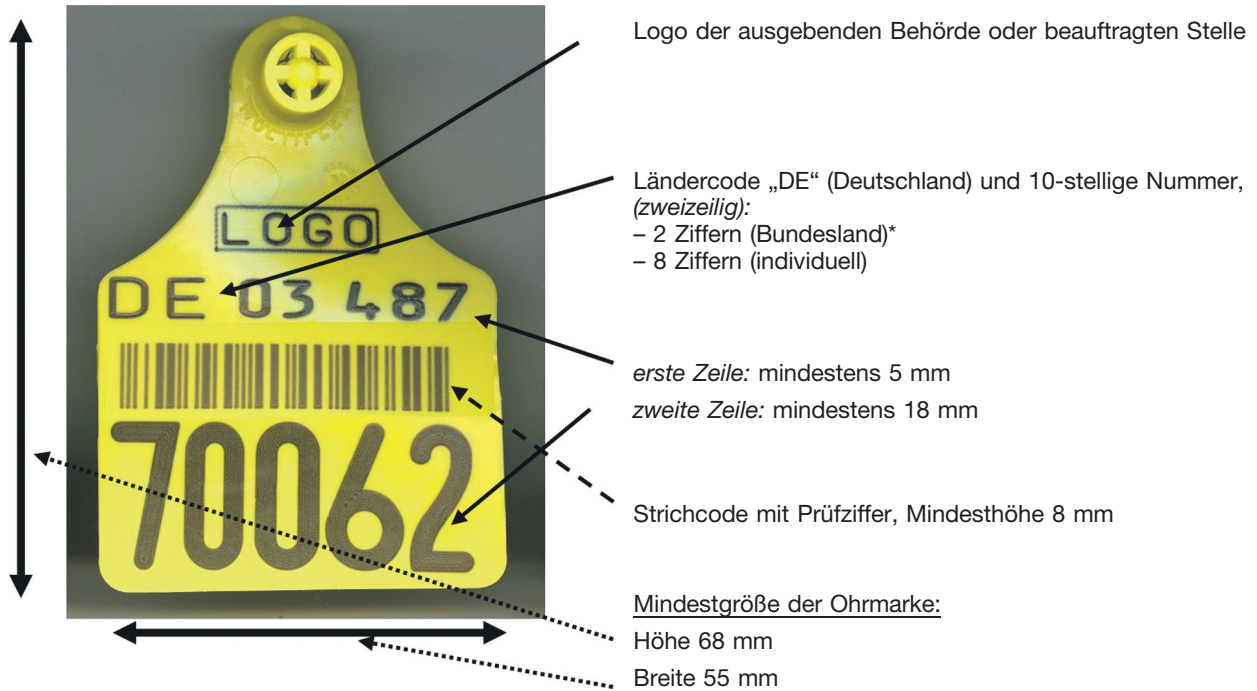 Logo der ausgebenden Behörde oder beauftragten Stelle
MULTIFLEX
Ländercode „DE“ (Deutschland) und 10-stellige Nummer,
(zweizeilig):
– 2 Ziffern (Bundesland)*
– 8 Ziffern (individuell)
LOGO
DE 03 487
erste Zeile: mindestens 5 mm
zweite Zeile: mindestens 18 mm
70062
Strichcode mit Prüfziffer, Mindesthöhe 8 mm
Mindestgröße der Ohrmarke:
Höhe 68 mm
Breite 55 mm